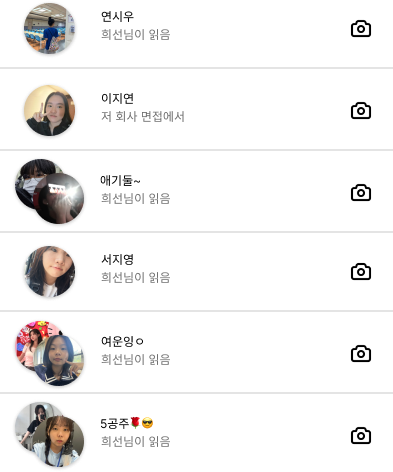 연시우
희선님이 읽음
이지연
저 회사 면접에서
애기둘~
희선님이 읽음
서지영
희선님이 읽음
여운잉ㅇ
희선님이 읽음
5공주🌹😎
희선님이 읽음